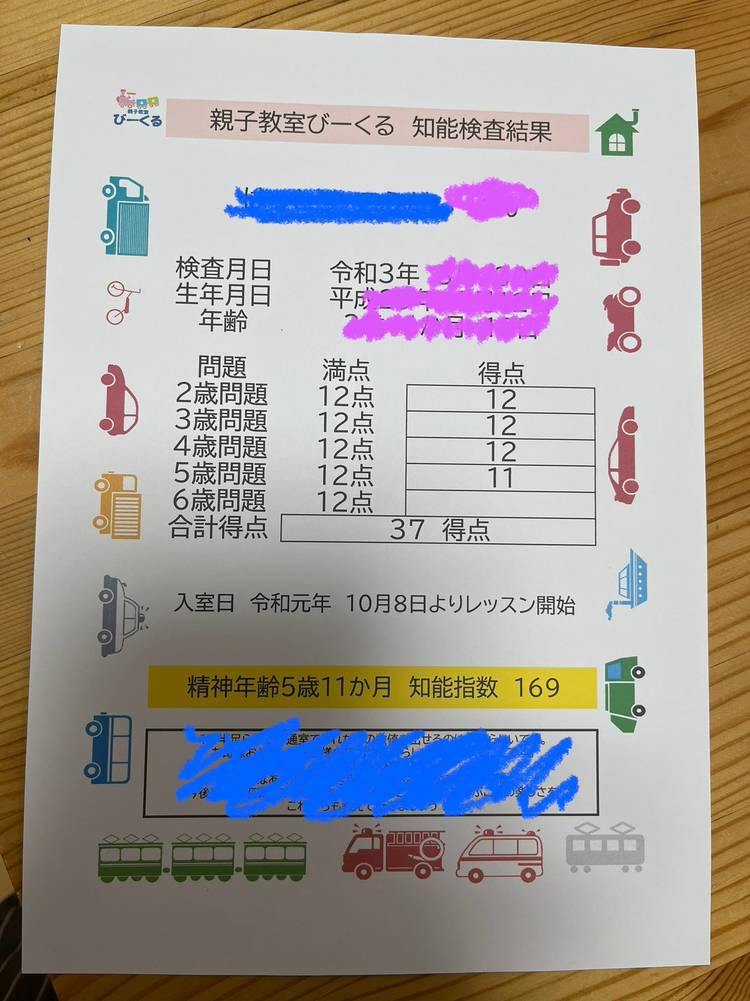 親子教室
びーくる
親子教室びーくる 知能検査結果
検査月日 令和3年
生年月日 平成
年齢
問題 満点 得点
2歳問題 12点 12
3歳問題 12点 12
4歳問題 12点 12
5歳問題 12点 11
6歳問題 12点
合計得点 37 得点
入室日 令和元年 10月8日よりレッスン開始
精神年齢5歳11か月 知能指数 169